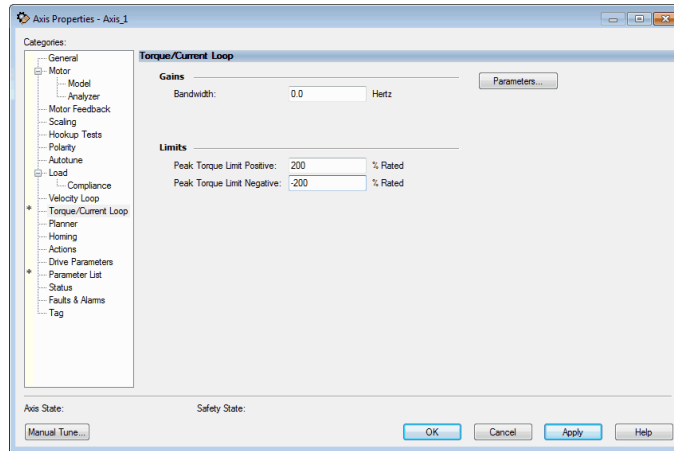 Axis Properties - Axis_1
Categories:
General
Motor
Model
Analyzer
Motor Feedback
Scaling
Hookup Tests
Polarity
Autotune
Load
Compliance
Velocity Loop
* Torque/Current Loop
Planner
Homing
Actions
Drive Parameters
* Parameter List
Status
Faults & Alarms
Tag
Torque/Current Loop
Gains
Parameters...
Bandwidth: 0.0 Hertz
Limits
Peak Torque Limit Positive: 200 % Rated
Peak Torque Limit Negative: -200 % Rated
Axis State: Safety State:
Manual Tune... OK Cancel Apply Help